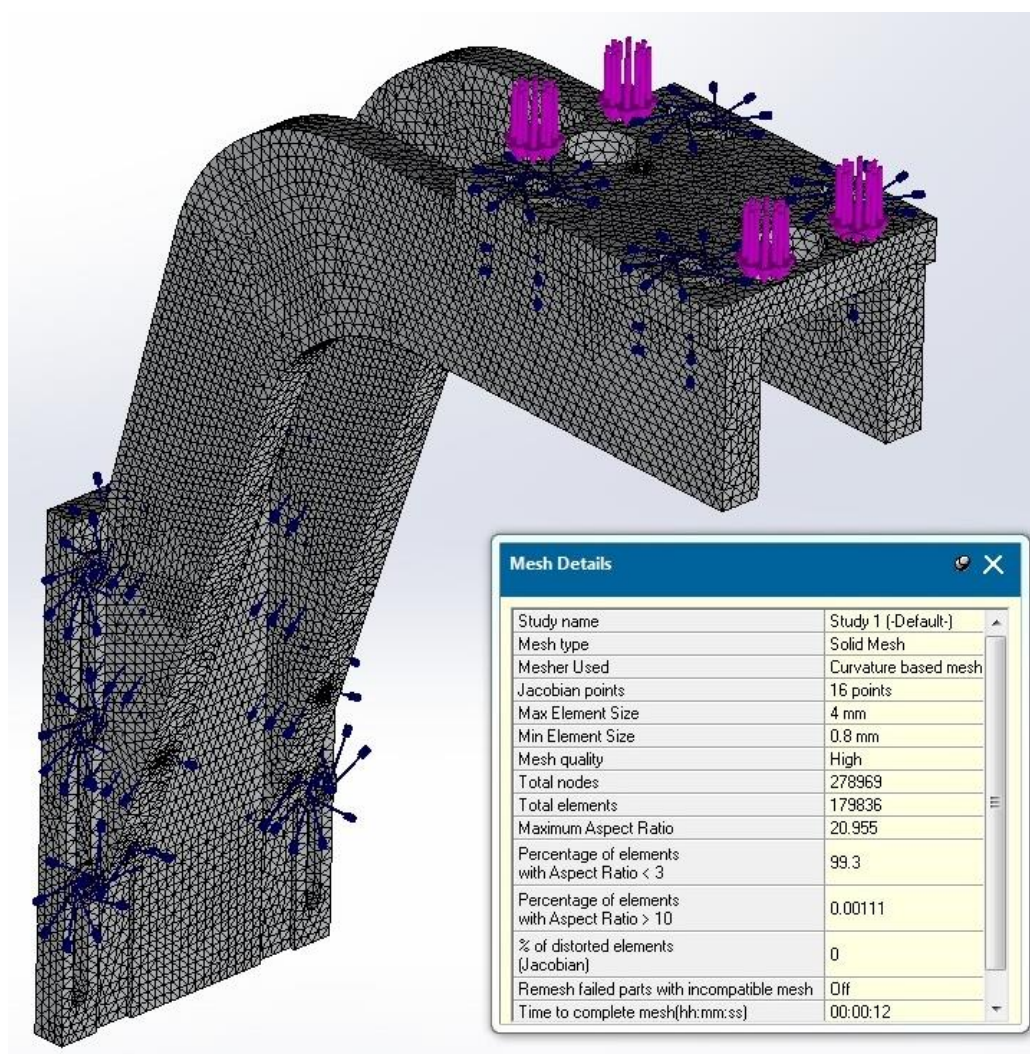 Mesh Details
Study name Study 1 (-Default-)
Mesh type Solid Mesh
Mesher Used Curvature based mesh
Jacobian points 16 points
Max Element Size 4 mm
Min Element Size 0.8 mm
Mesh quality High
Total nodes 278969
Total elements 179836
Maximum Aspect Ratio 20.955
Percentage of elements
with Aspect Ratio < 3 99.3
Percentage of elements
with Aspect Ratio > 10 0.00111
% of distorted elements
(Jacobian) 0
Remesh failed parts with incompatible mesh Off
Time to complete mesh(hh:mm:ss) 00:00:12